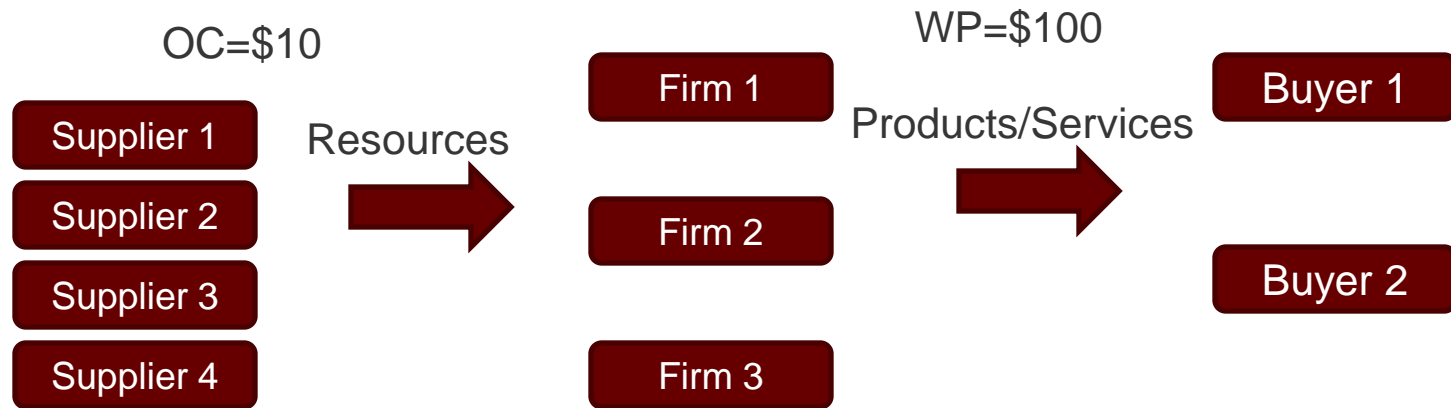 OC=$10
WP=$100
Supplier 1
Supplier 2
Supplier 3
Supplier 4
Resources
Firm 1
Firm 2
Firm 3
Products/Services
Buyer 1
Buyer 2